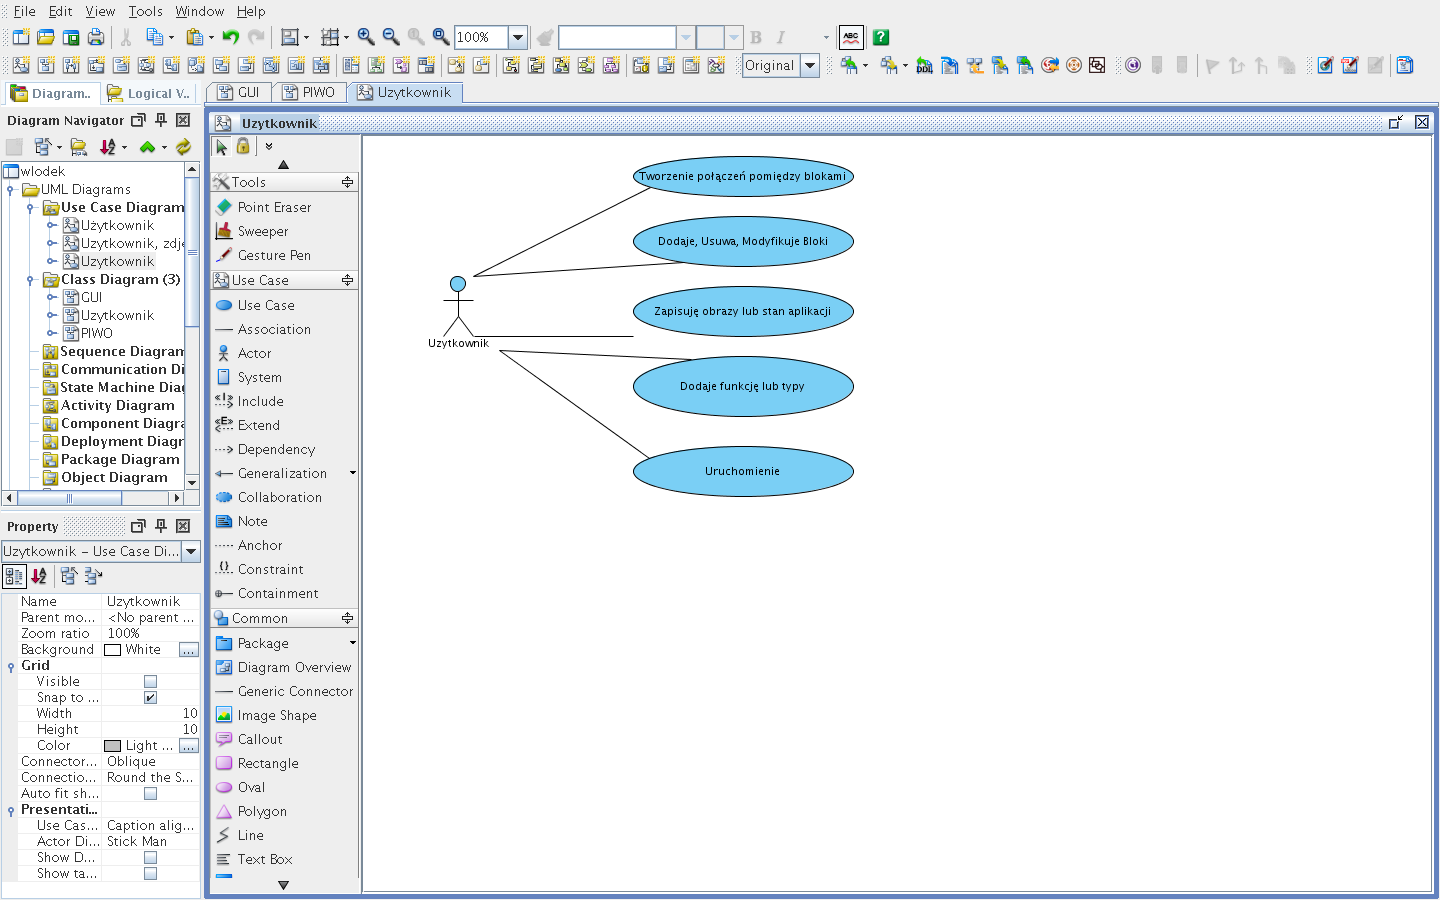 File Edit View Tools Window Help
100%
ABC
Original
DDL
Diagram..
Logical V..
GUI
PIWO
Uzytkownik
Diagram Navigator
Uzytkownik
wlodek
UML Diagrams
Use Case Diagram
Użytkownik
Użytkownik, zdję
Uzytkownik
Class Diagram (3)
GUI
Uzytkownik
PIWO
Sequence Diagram
Communication Di
State Machine Diag
Activity Diagram
Component Diagra
Deployment Diagr
Package Diagram
Object Diagram
Property
Uzytkownik – Use Case Di...
Name Uzytkownik
Parent mo... <No parent ...
Zoom ratio 100%
Background White ...
Grid
Visible
Snap to ...
Width 10
Height 10
Color Light ... ...
Connector... Oblique
Connectio... Round the S...
Auto fit sh...
Presentati...
Use Cas... Caption alig...
Actor Di... Stick Man
Show D...
Show ta...
Tools
Point Eraser
Sweeper
Gesture Pen
Use Case
Use Case
Association
Actor
System
Include
Extend
Dependency
Generalization
Collaboration
Note
Anchor
Constraint
Containment
Common
Package
Diagram Overview
Generic Connector
Image Shape
Callout
Rectangle
Oval
Polygon
Line
Text Box
Tworzenie połączeń pomiędzy blokami
Dodaje, Usuwa, Modyfikuje Bloki
Zapisuję obrazy lub stan aplikacji
Uzytkownik
Dodaje funkcję lub typy
Uruchomienie